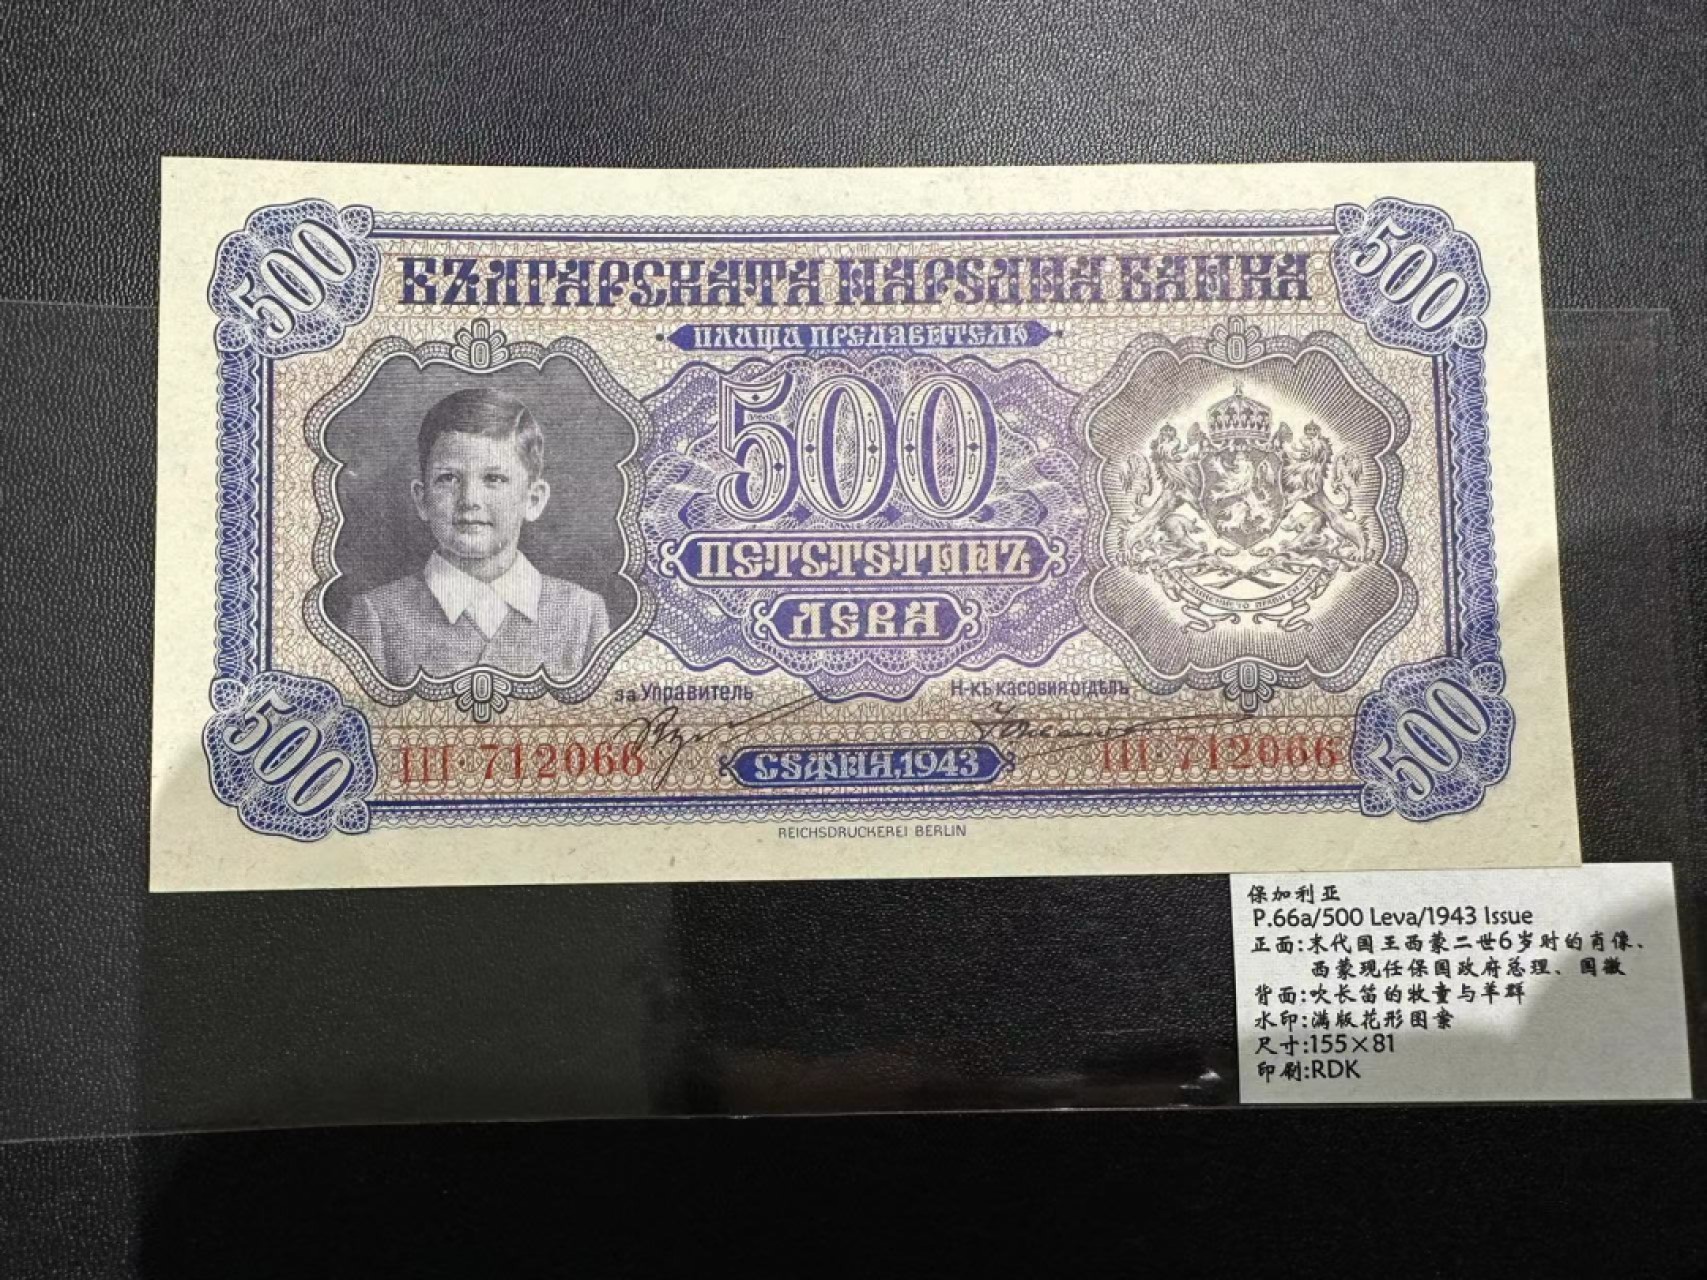 500 500
БЪЛГАРСКАТА НАРОДНА БАНКА
ПЛАЩА ПРЕДЯВИТЕЛЮ
500
ПЕТСТОТИНЪ
ЛЕВА
за Управитель Н-къ касовия отдѣлъ
Ш·712066 Ш·712066
СОФИЯ, 1943
500 500
REICHSDRUCKEREI BERLIN
保加利亚
P.66a/500 Leva/1943 Issue
正面:末代国王西蒙二世6岁时的肖像、
西蒙现任保国政府总理、国徽
背面:吹长笛的牧童与羊群
水印:满版花形图案
尺寸:155×81
印刷:RDK